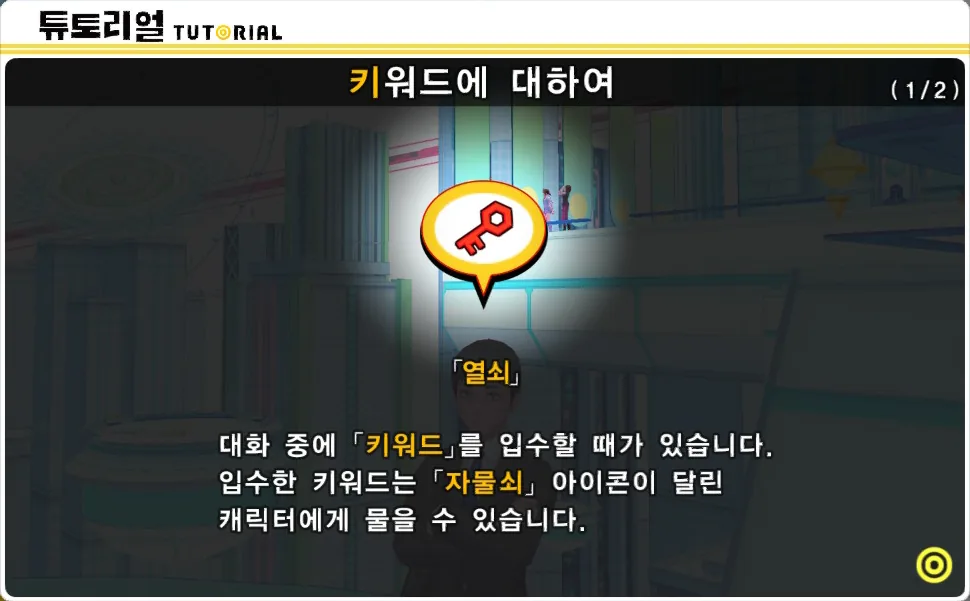 튜토리얼 TUTORIAL
키워드에 대하여
(1/2)
「열쇠」
대화 중에 「키워드」를 입수할 때가 있습니다.
입수한 키워드는 「자물쇠」 아이콘이 달린
캐릭터에게 물을 수 있습니다.